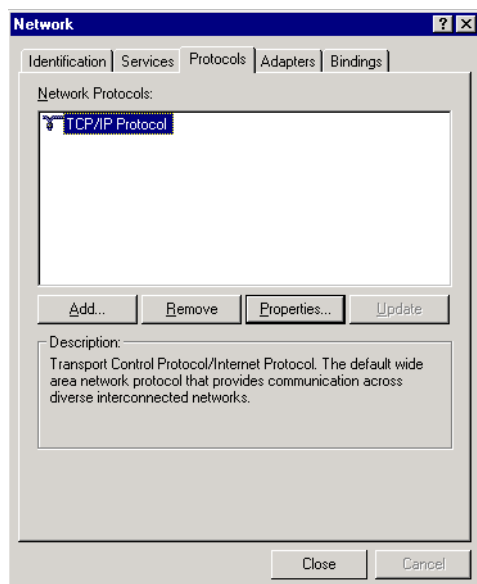 Network
Identification Services Protocols Adapters Bindings
Network Protocols:
TCP/IP Protocol
Add... Remove Properties... Update
Description:
Transport Control Protocol/Internet Protocol. The default wide
area network protocol that provides communication across
diverse interconnected networks.
Close Cancel